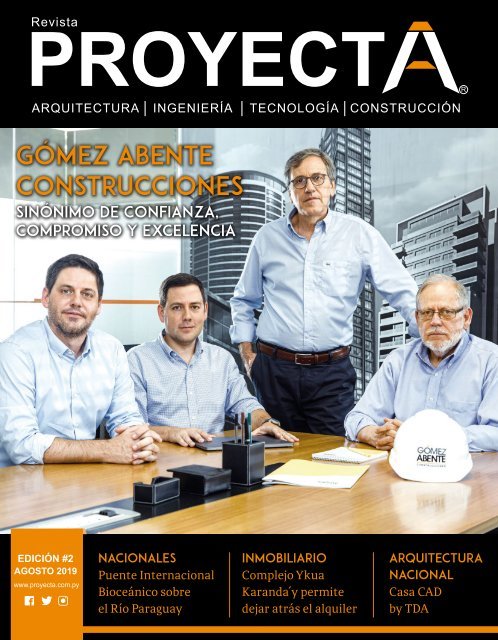 Revista
PROYECTA®
ARQUITECTURA | INGENIERÍA | TECNOLOGÍA | CONSTRUCCIÓN
GÓMEZ ABENTE
CONSTRUCCIONES
SINÓNIMO DE CONFIANZA,
COMPROMISO Y EXCELENCIA
GÓMEZ
ABENTE
EDICIÓN #2
AGOSTO 2019
www.proyecta.com.py
NACIONALES
Puente Internacional
Bioceánico sobre
el Río Paraguay
INMOBILIARIO
Complejo Ykua
Karanda´y permite
dejar atrás el alquiler
ARQUITECTURA
NACIONAL
Casa CAD
by TDA